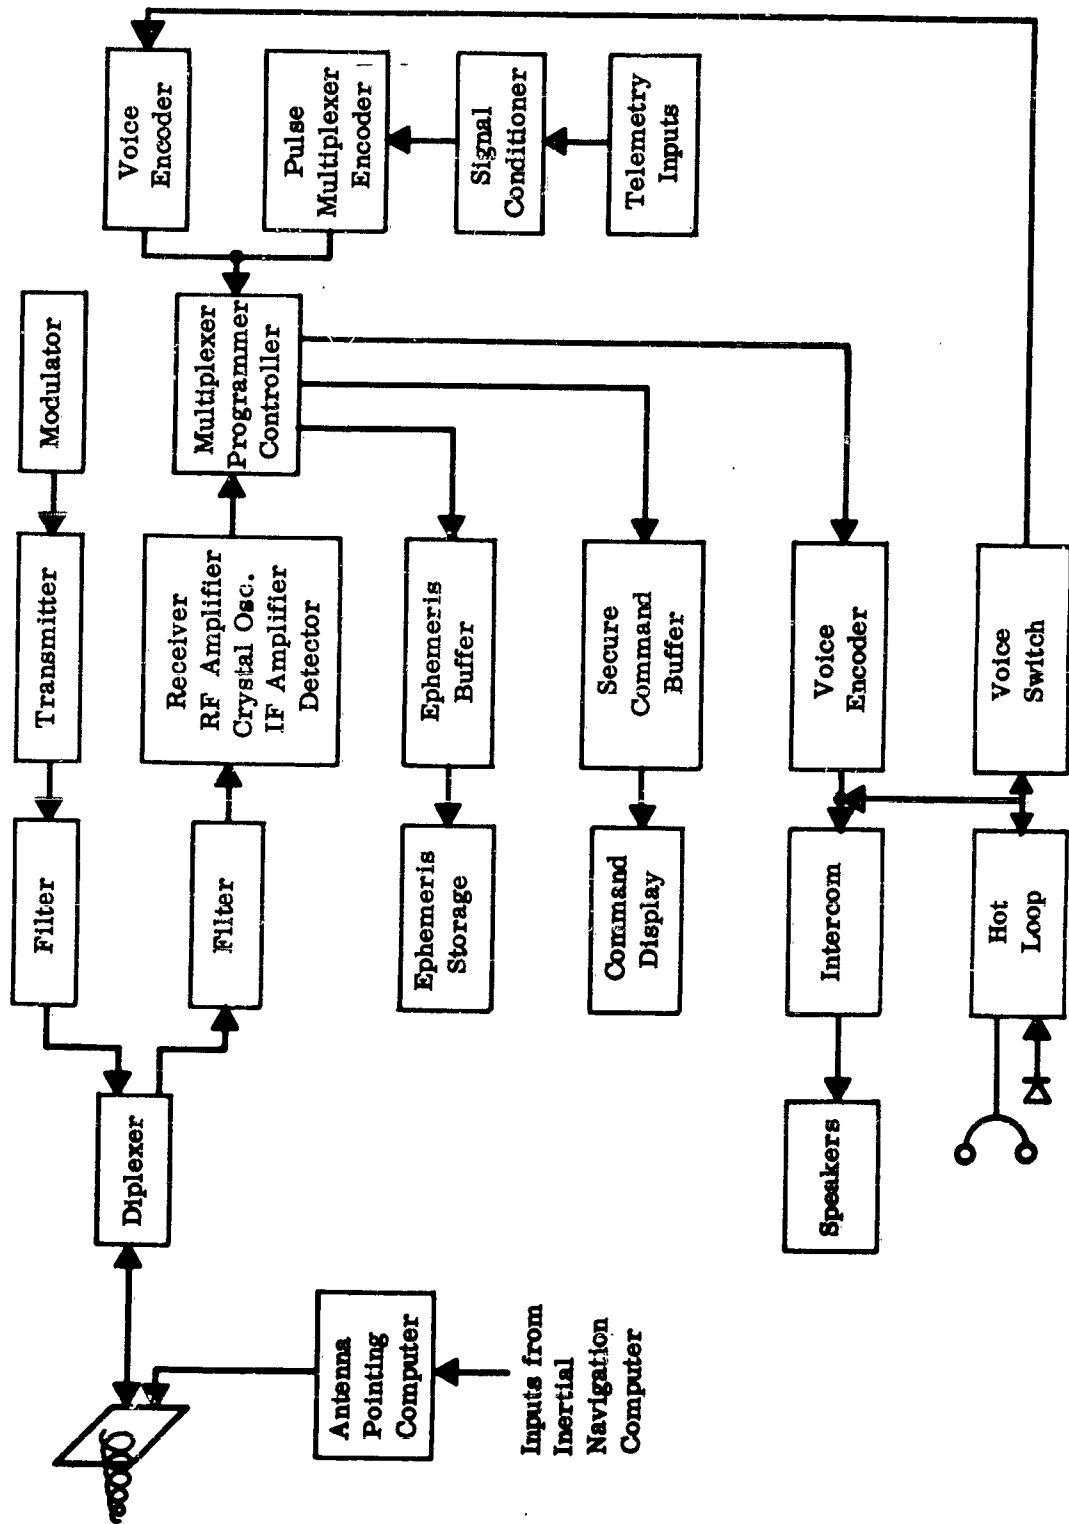 Modulator
Transmitter
Filter
Voice
Encoder
Pulse
Multiplexer
Encoder
Signal
Conditioner
Telemetry
Inputs
Multiplexer
Programmer
Controller
Receiver
RF Amplifier
Crystal Osc.
IF Amplifier
Detector
Filter
Diplexer
Antenna
Pointing
Computer
Inputs from
Inertial
Navigation
Computer
Ephemeris
Buffer
Ephemeris
Storage
Secure
Command
Buffer
Command
Display
Voice
Encoder
Intercom
Speakers
Voice
Switch
Hot
Loop